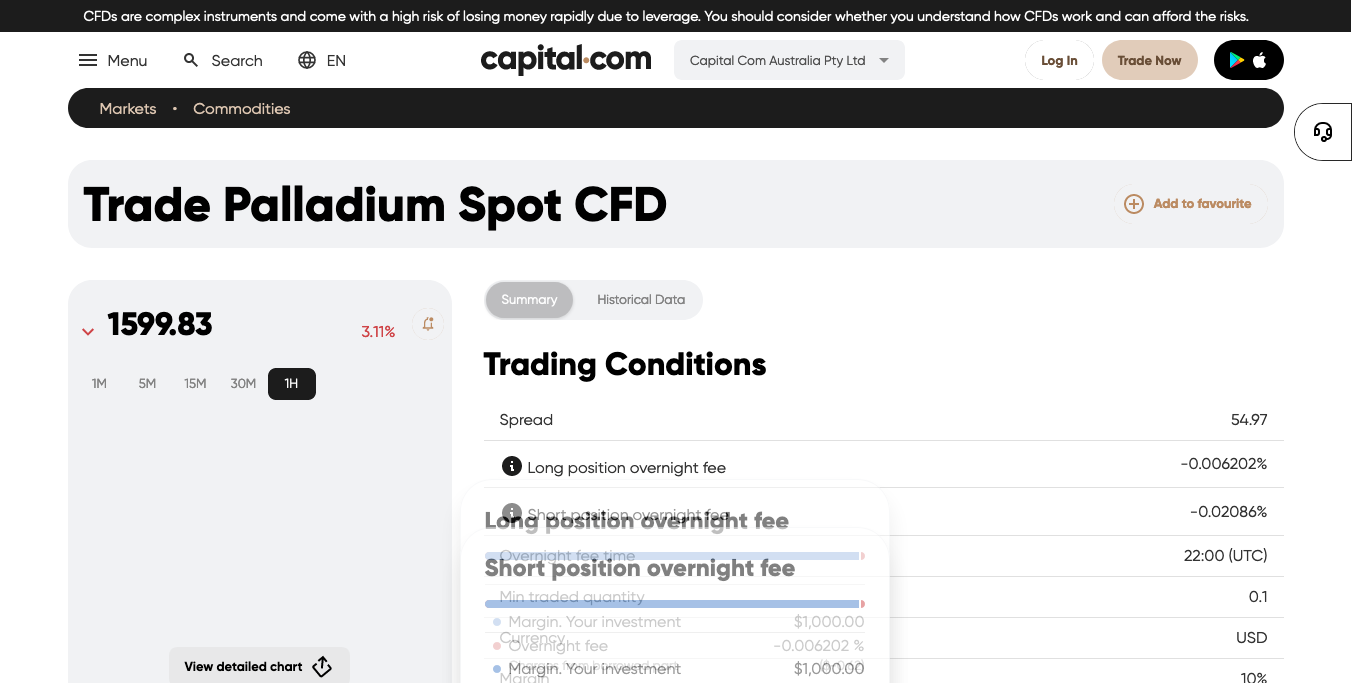 CFDs are complex instruments and come with a high risk of losing money rapidly due to leverage. You should consider whether you understand how CFDs work and can afford the risks.
Menu
Search
EN
capital.com
Capital Com Australia Pty Ltd
Log In
Trade Now
Markets • Commodities
Trade Palladium Spot CFD
Add to favourite
1599.83
3.11%
1M 5M 15M 30M 1H
View detailed chart
Summary
Historical Data
Trading Conditions
Spread 54.97
Long position overnight fee -0.006202%
Short position overnight fee -0.02086%
Long position overnight fee
Overnight fee time 22:00 (UTC)
Short position overnight fee
Min traded quantity 0.1
Margin. Your investment $1,000.00
Currency USD
Overnight fee -0.006202 %
Margin. Your investment $1,000.00
Margin 10%